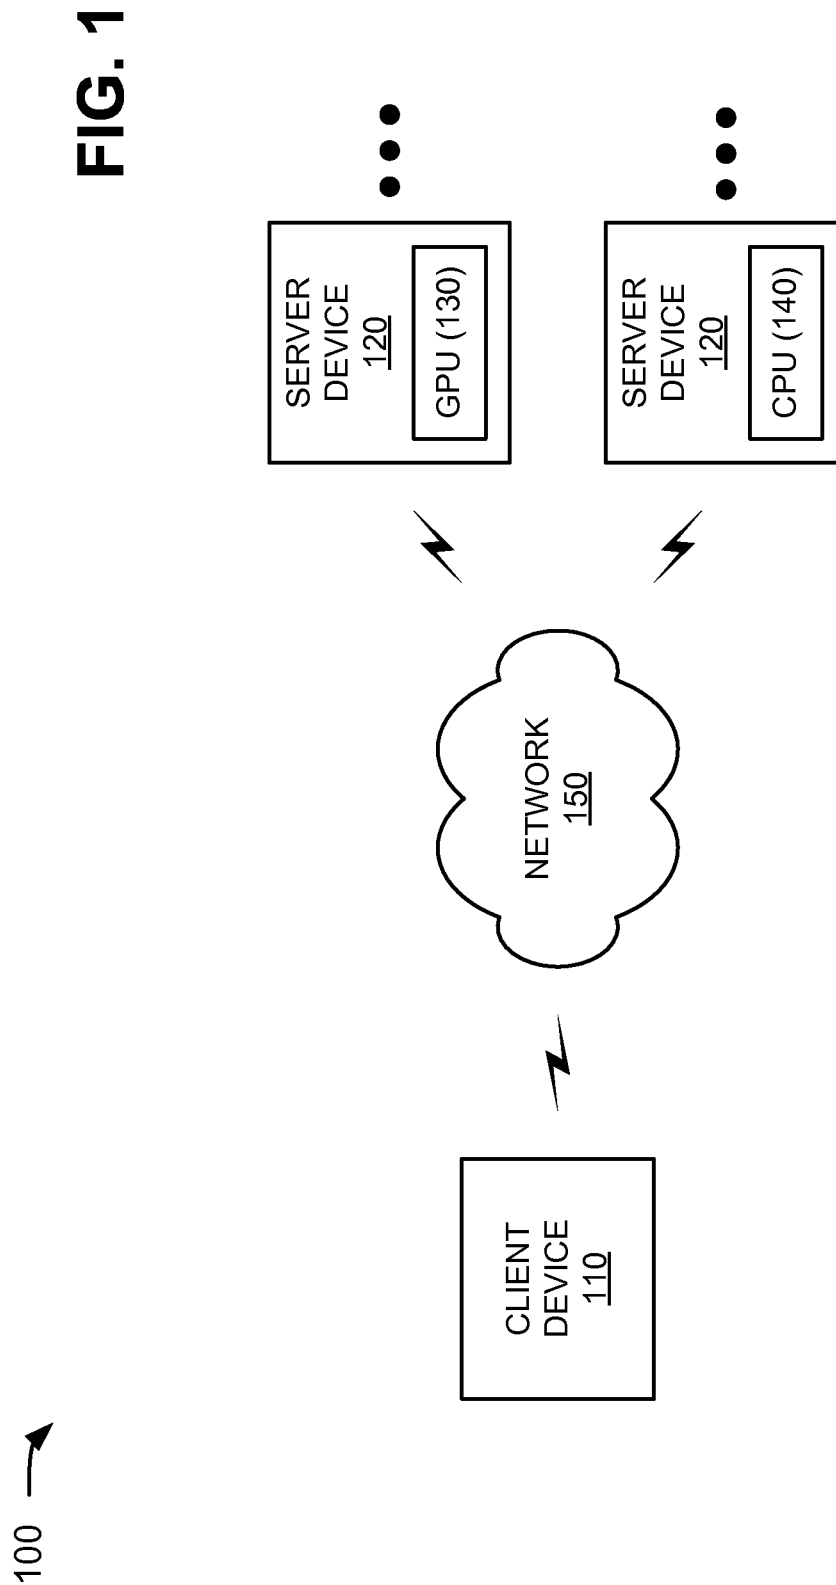 FIG. 1
100
CLIENT
DEVICE
110
NETWORK
150
SERVER
DEVICE
120
GPU (130)
SERVER
DEVICE
120
CPU (140)